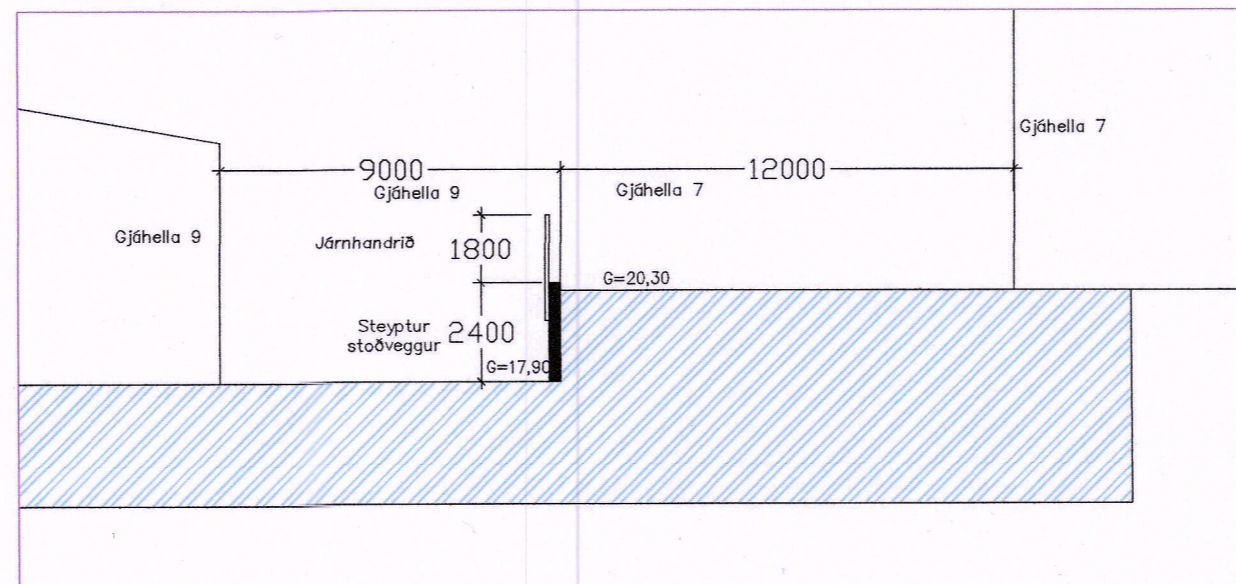 Gjáhella 7
9000
12000
Gjáhella 9
Gjáhella 7
Gjáhella 9
Járnhandrið
1800
G=20,30
Steyptur
stoðveggur
2400
G=17,90